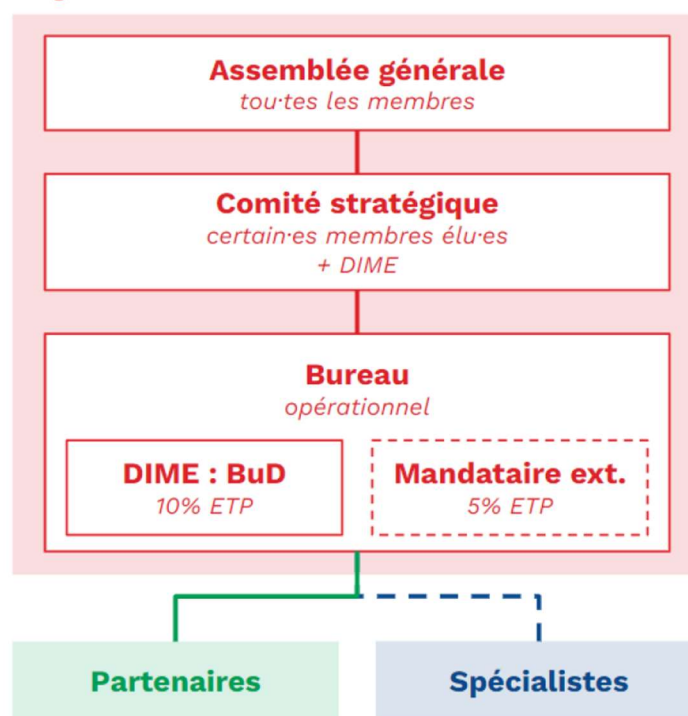 Assemblée générale
tou·tes les membres
Comité stratégique
certain·es membres élu·es
+ DIME
Bureau
opérationnel
DIME : BuD
10% ETP
Mandataire ext.
5% ETP
Partenaires
Spécialistes